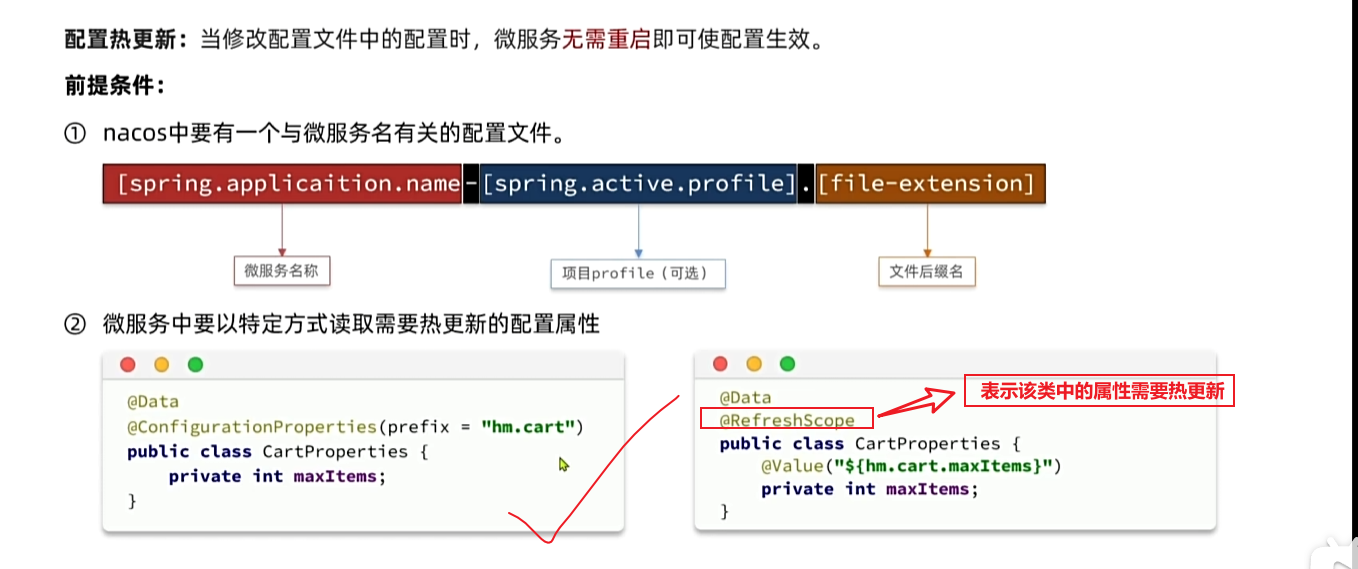 配置热更新：当修改配置文件中的配置时，微服务无需重启即可使配置生效。
前提条件：
① nacos中要有一个与微服务名有关的配置文件。
[spring.applicaition.name-[spring.active.profile].[file-extension]
微服务名称
项目profile（可选）
文件后缀名
② 微服务中要以特定方式读取需要热更新的配置属性
@Data
@ConfigurationProperties(prefix = "hm.cart")
public class CartProperties {
private int maxItems;
}
表示该类中的属性需要热更新
@Data
@RefreshScope
public class CartProperties {
@Value("${hm.cart.maxItems}")
private int maxItems;
}